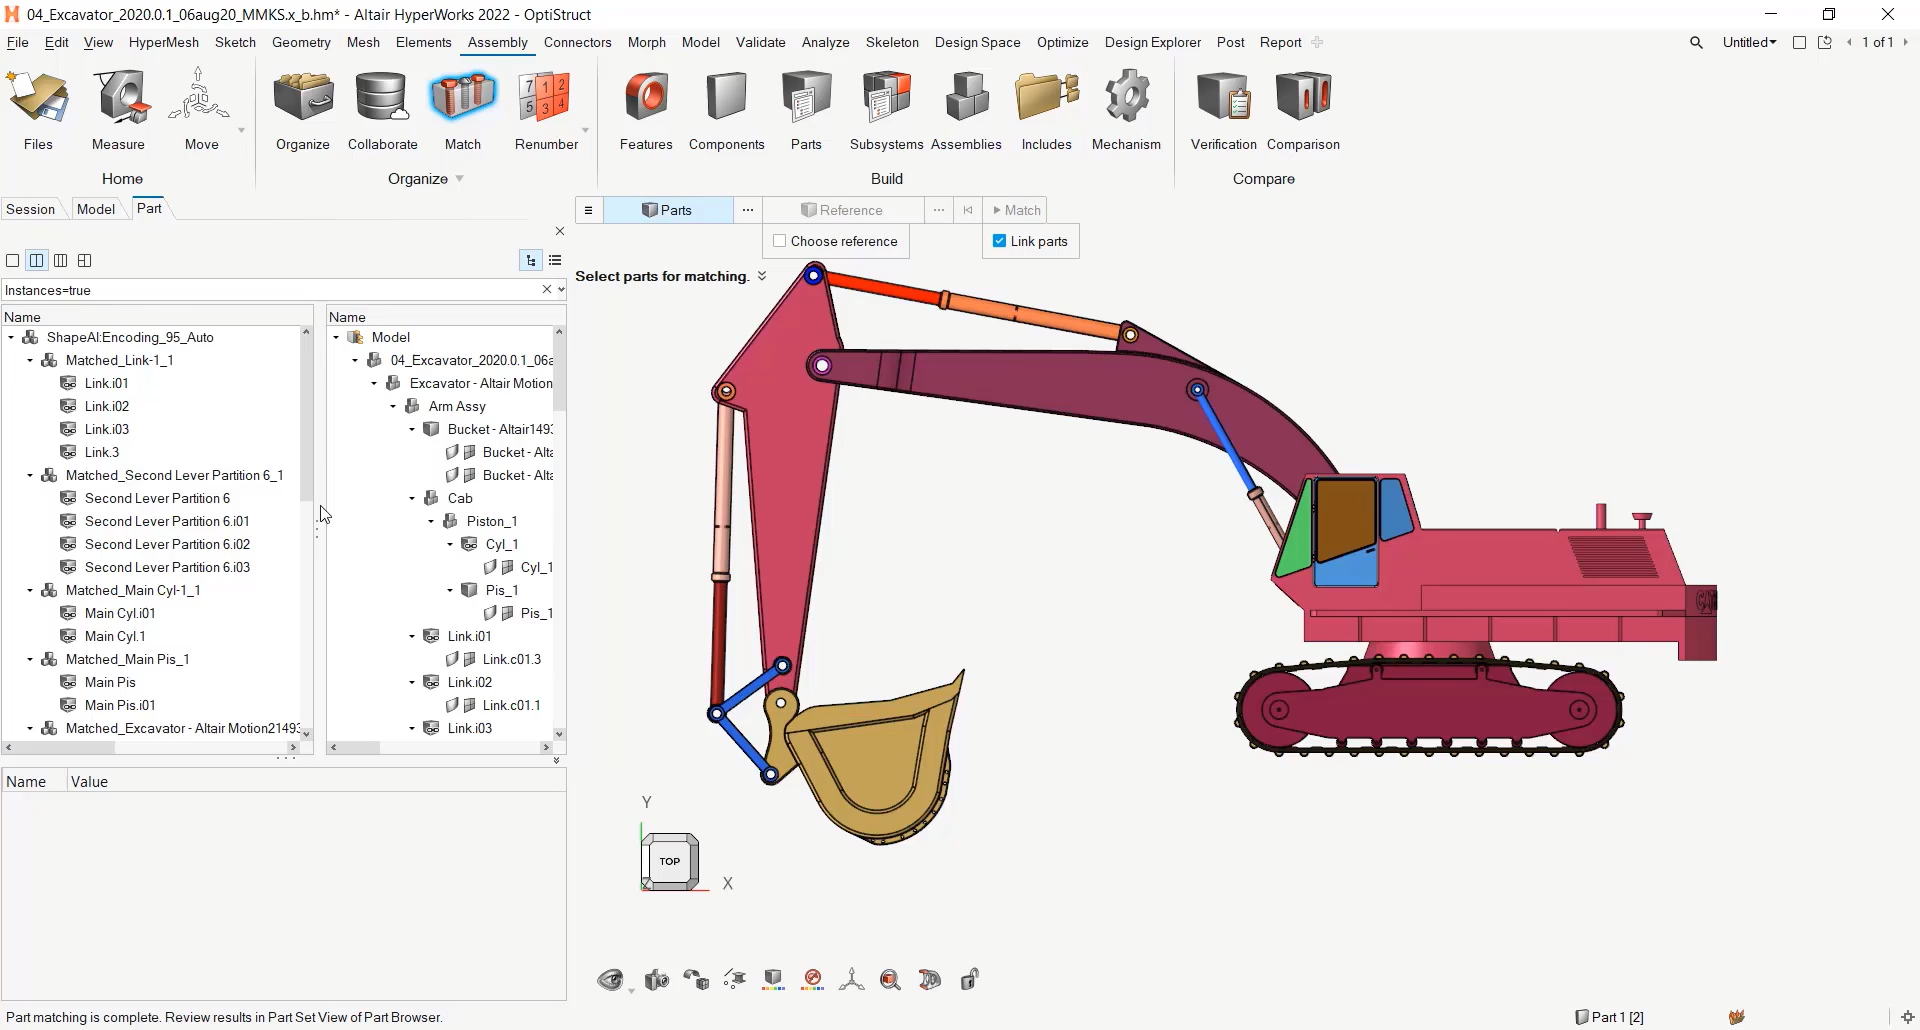 04_Excavator_2020.0.1_06aug20_MMKS.x_b.hm* - Altair HyperWorks 2022 - OptiStruct
File Edit View HyperMesh Sketch Geometry Mesh Elements Assembly Connectors Morph Model Validate Analyze Skeleton Design Space Optimize Design Explorer Post Report Untitled 1 of 1
7 1 2
5 3 4
Files Measure Move Organize Collaborate Match Renumber Features Components Parts Subsystems Assemblies Includes Mechanism Verification Comparison
Home Organize Build Compare
Session Model Part
Parts ... Reference ... Match
Choose reference Link parts
Select parts for matching.
Instances=true
Name Name
ShapeAI:Encoding_95_Auto Model
Matched_Link-1_1 04_Excavator_2020.0.1_06a
Link.i01 Excavator - Altair Motion
Link.i02 Arm Assy
Link.i03 Bucket - Altair1493
Link.3 Bucket - Alta
Matched_Second Lever Partition 6_1 Bucket - Alta
Second Lever Partition 6 Cab
Second Lever Partition 6.i01 Piston_1
Second Lever Partition 6.i02 Cyl_1
Second Lever Partition 6.i03 Cyl_1
Matched_Main Cyl-1_1 Pis_1
Main Cyl.i01 Pis_1
Main Cyl.1 Link.i01
Matched_Main Pis_1 Link.c01.3
Main Pis Link.i02
Main Pis.i01 Link.c01.1
Matched_Excavator - Altair Motion21493 Link.i03
Name Value
Y
TOP
Z
X
Part matching is complete. Review results in Part Set View of Part Browser.
Part 1 [2]